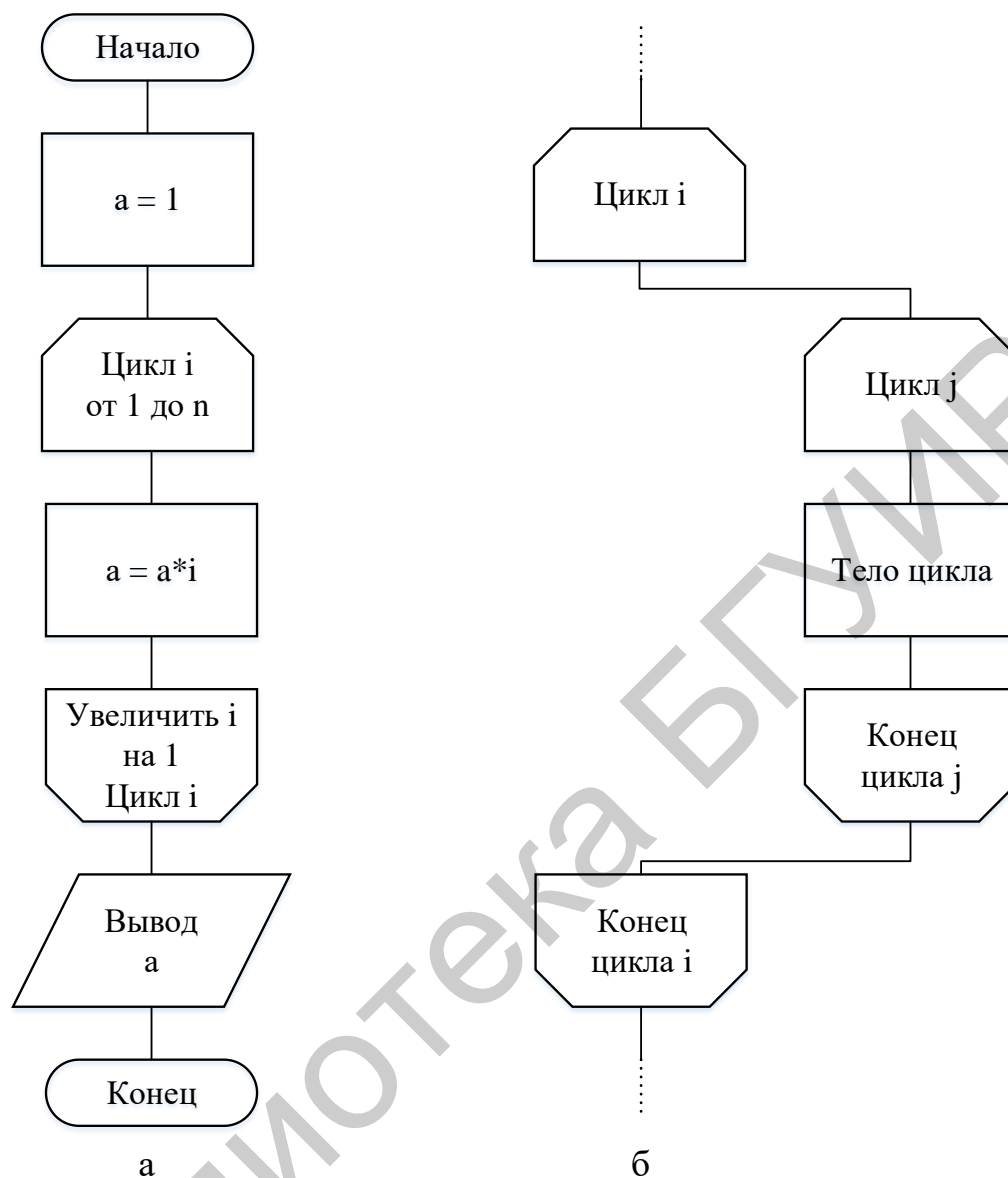 Начало
a = 1
Цикл i
от 1 до n
a = a*i
Увеличить i
на 1
Цикл i
Вывод
a
Конец
а
Цикл i
Цикл j
Тело цикла
Конец
цикла j
Конец
цикла i
б
БГУИР